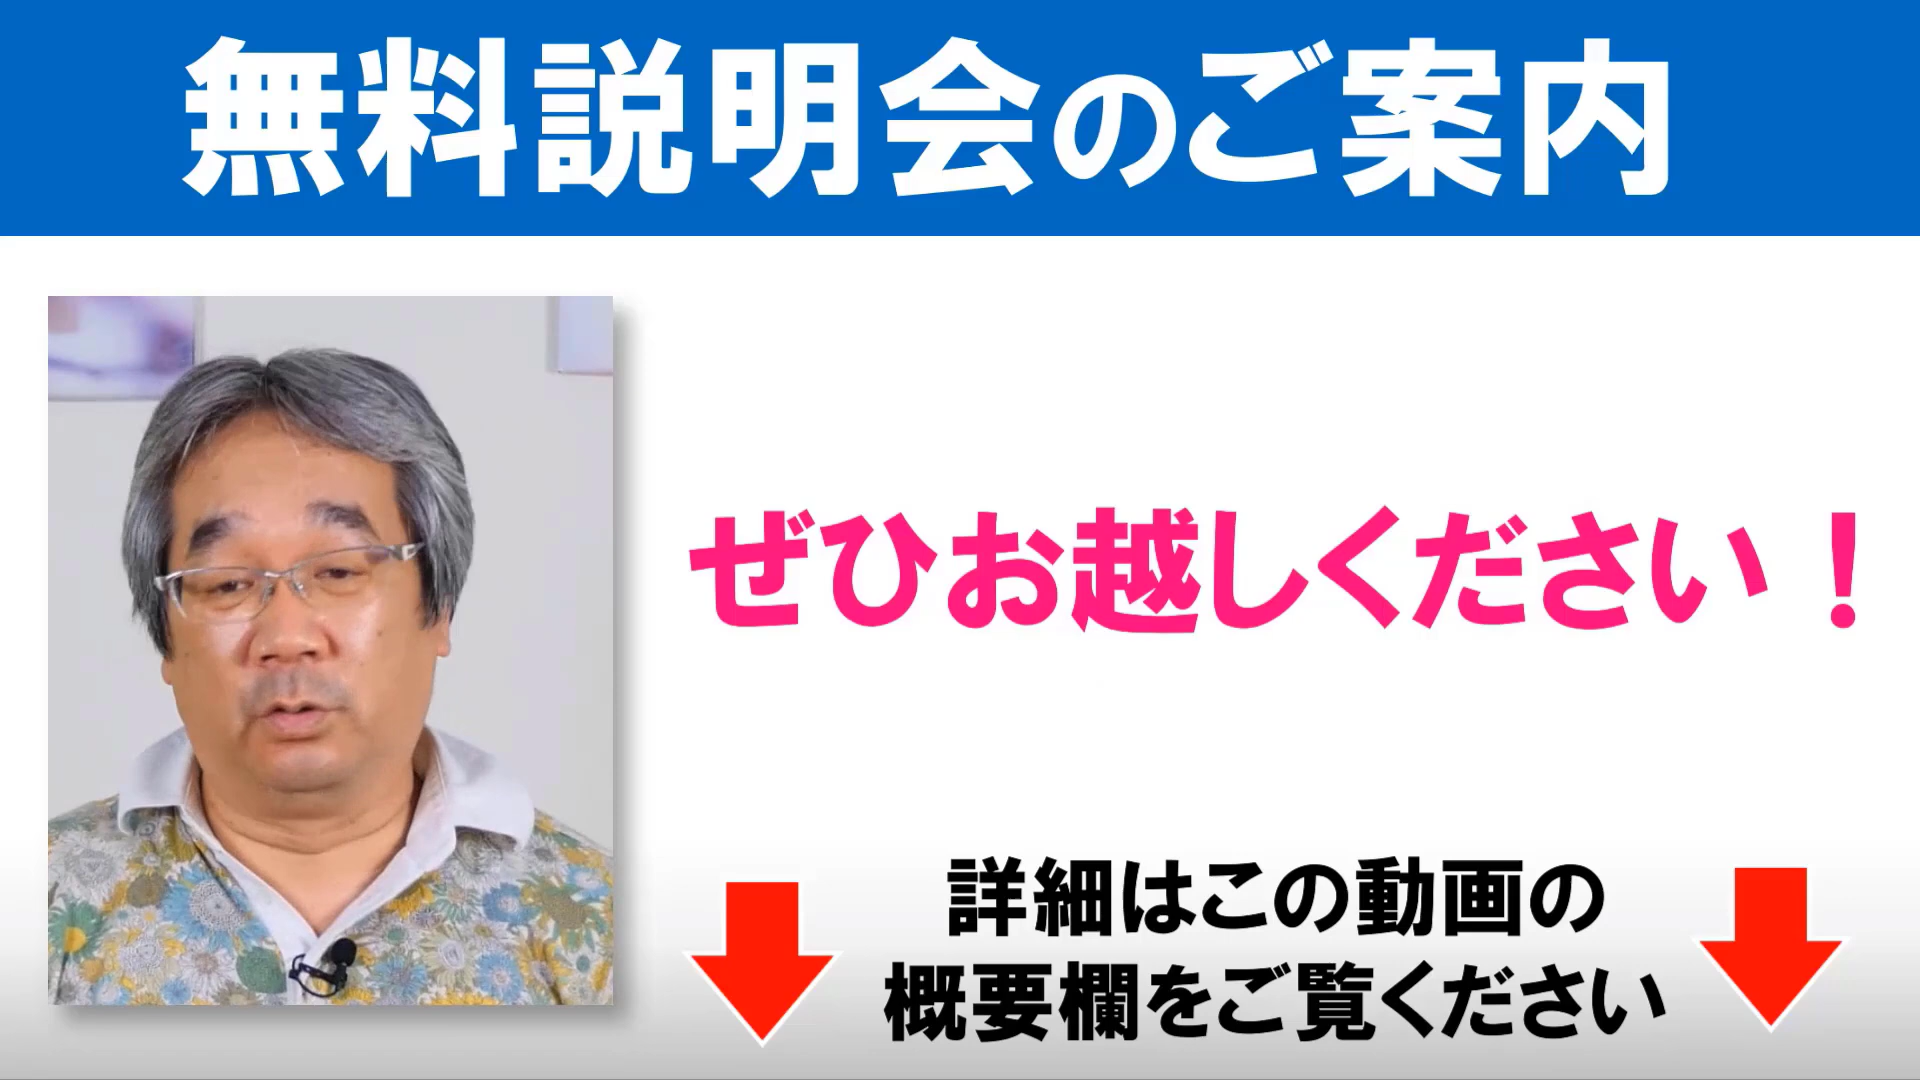 無料説明会のご案内
ぜひお越しください！
詳細はこの動画の
概要欄をご覧ください